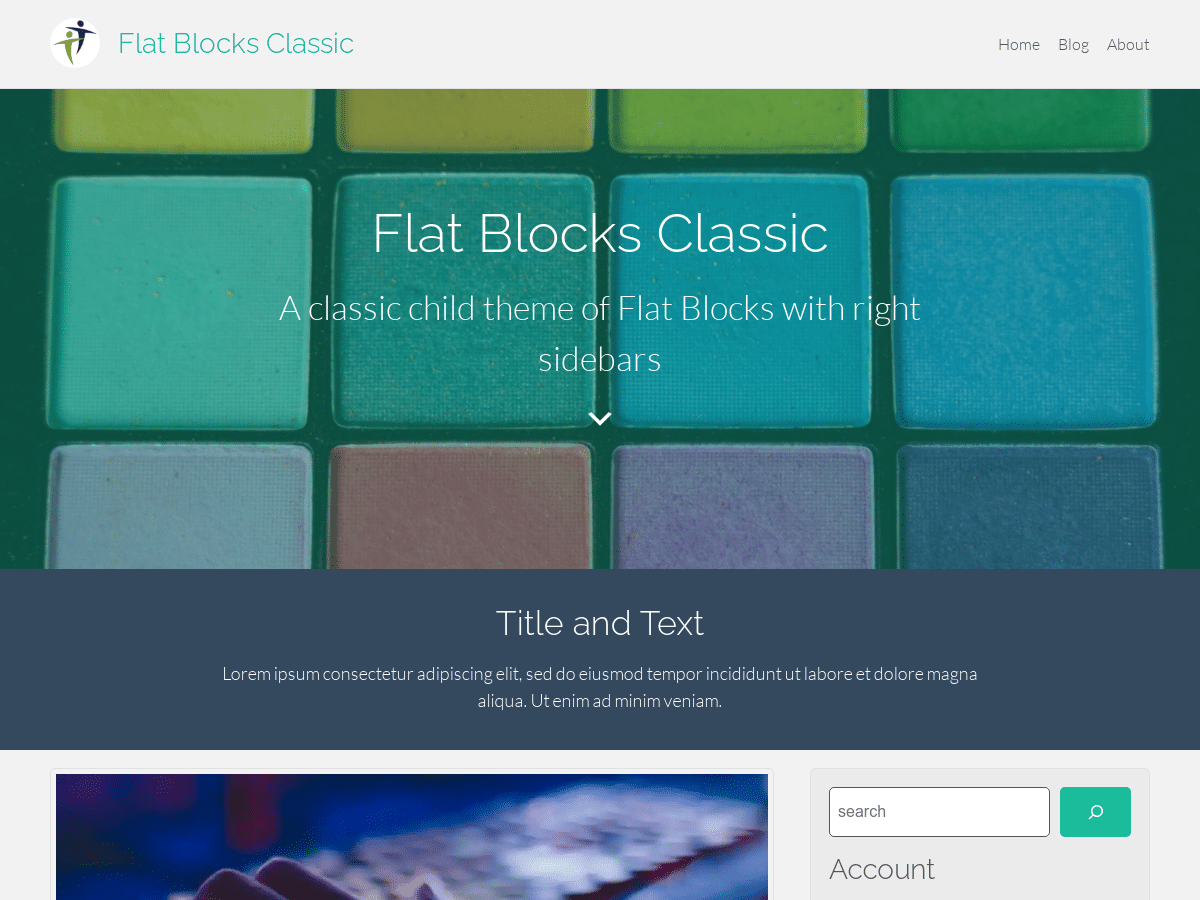 Flat Blocks Classic
Home Blog About
Flat Blocks Classic
A classic child theme of Flat Blocks with right
sidebars
Title and Text
Lorem ipsum consectetur adipiscing elit, sed do eiusmod tempor incididunt ut labore et dolore magna
aliqua. Ut enim ad minim veniam.
search
Account